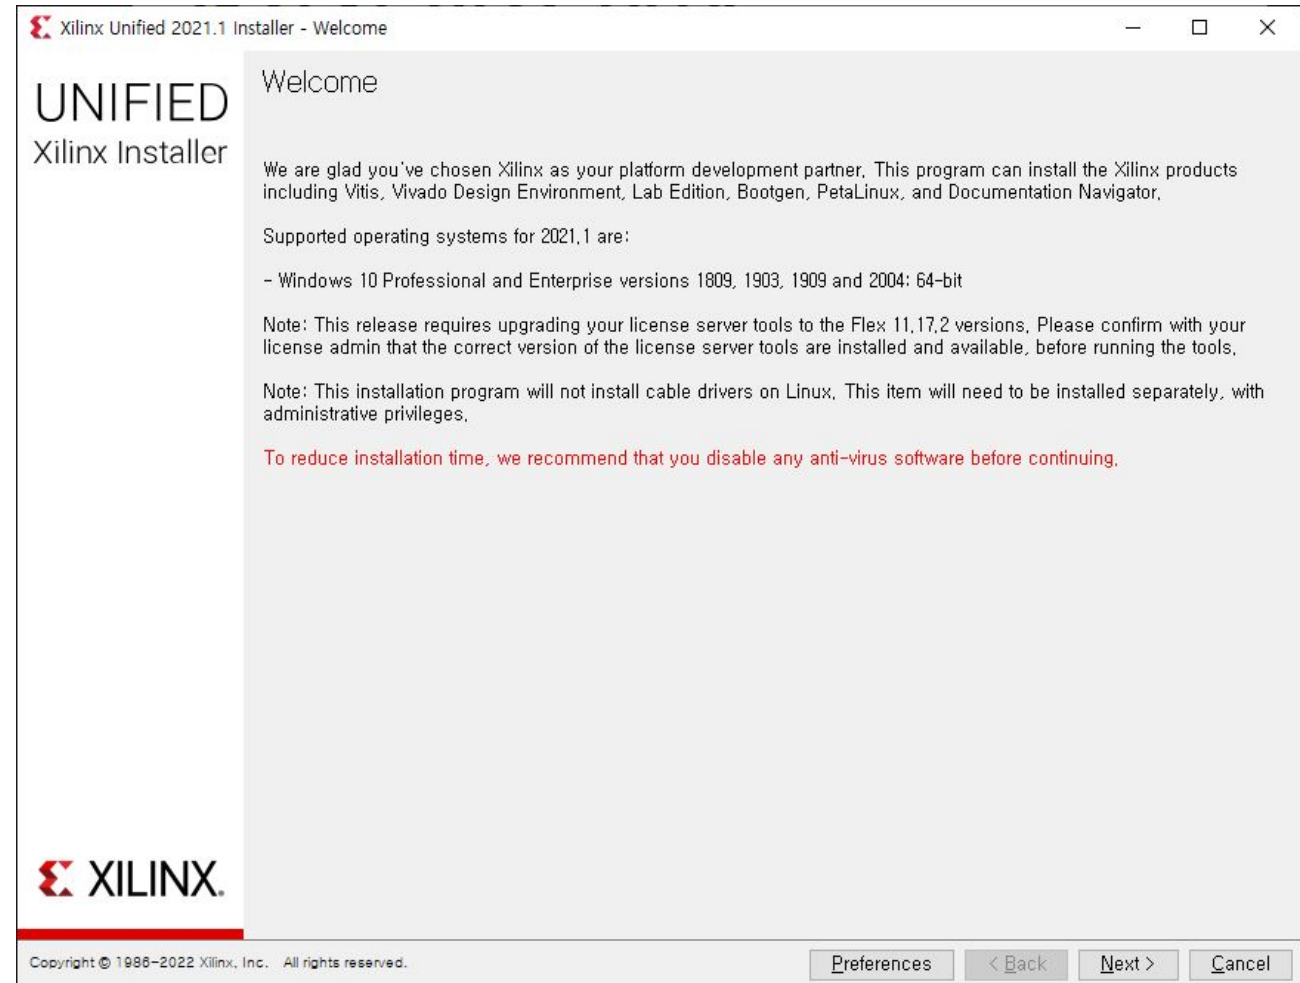 Xilinx Unified 2021.1 Installer - Welcome
UNIFIED
Xilinx Installer
Welcome
We are glad you've chosen Xilinx as your platform development partner. This program can install the Xilinx products
including Vitis, Vivado Design Environment, Lab Edition, Bootgen, PetaLinux, and Documentation Navigator.
Supported operating systems for 2021.1 are:
- Windows 10 Professional and Enterprise versions 1809, 1903, 1909 and 2004: 64-bit
Note: This release requires upgrading your license server tools to the Flex 11.17.2 versions. Please confirm with your
license admin that the correct version of the license server tools are installed and available, before running the tools.
Note: This installation program will not install cable drivers on Linux. This item will need to be installed separately, with
administrative privileges.
To reduce installation time, we recommend that you disable any anti-virus software before continuing.
XILINX.
Copyright © 1986-2022 Xilinx, Inc. All rights reserved.
Preferences
< Back
Next >
Cancel